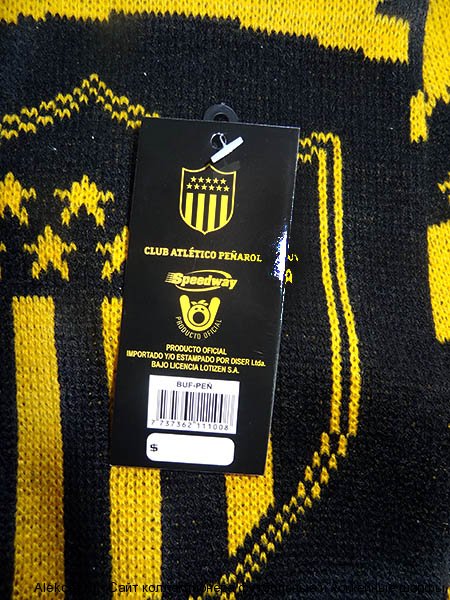 CLUB ATLÉTICO PEÑAROL
Speedway
PRODUCTO OFICIAL
PRODUCTO OFICIAL
IMPORTADO Y/O ESTAMPADO POR DISER Ltda.
BAJO LICENCIA LOTIZEN S.A.
BUF-PEÑ
7 737362 111008
$
Сайт